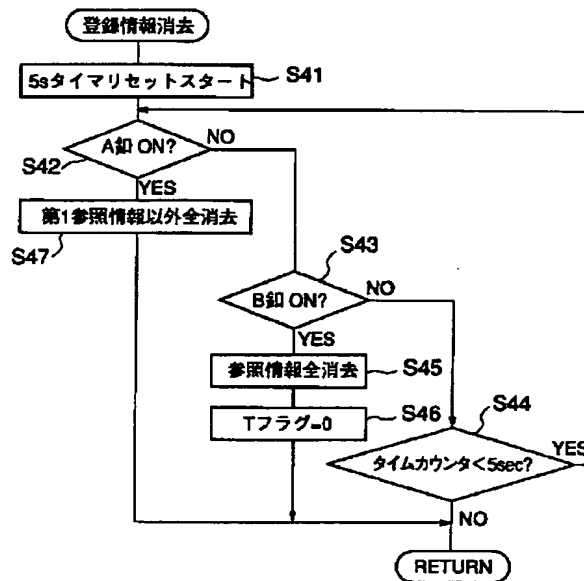 登録情報消去
5sタイマリセットスタート
S41
A釦 ON?
NO
S42
YES
第1参照情報以外全消去
S47
S43
B釦 ON?
NO
YES
参照情報全消去
S45
Tフラグ=0
S46
S44
タイムカウンタ<5sec?
YES
NO
RETURN